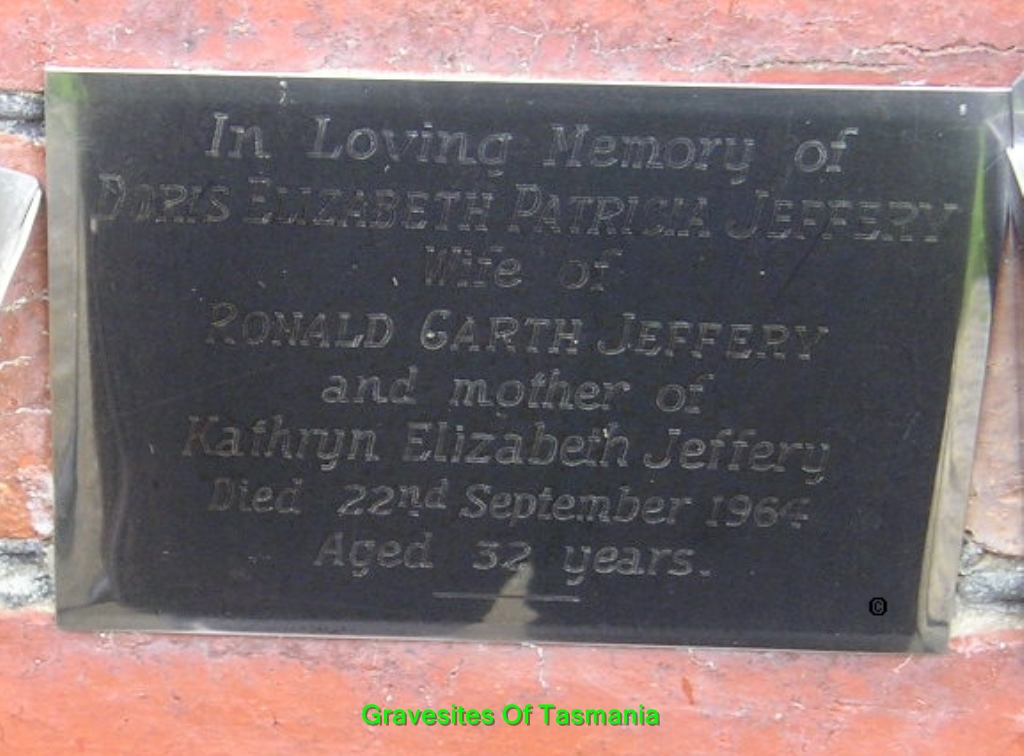 In Loving Memory of
DORIS ELIZABETH PATRICIA JEFFERY
Wife of
RONALD GARTH JEFFERY
and mother of
Kathryn Elizabeth Jeffery
Died 22nd September 1964
Aged 32 years.
©
Gravesites Of Tasmania